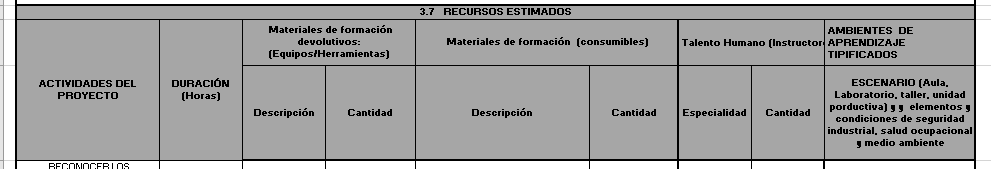 3.7 RECURSOS ESTIMADOS
ACTIVIDADES DEL
PROYECTO
DURACIÓN
(Horas)
Materiales de formación
devolutivos:
(Equipos/Herramientas)
Materiales de formación (consumibles)
Talento Humano (Instructor
AMBIENTES DE
APRENDIZAJE
TIPIFICADOS
Descripción
Cantidad
Descripción
Cantidad
Especialidad
Cantidad
ESCENARIO (Aula,
Laboratorio, taller, unidad
porductiva) y y elementos y
condiciones de seguridad
industrial, salud ocupacional
y medio ambiente
RECONOCER LOS